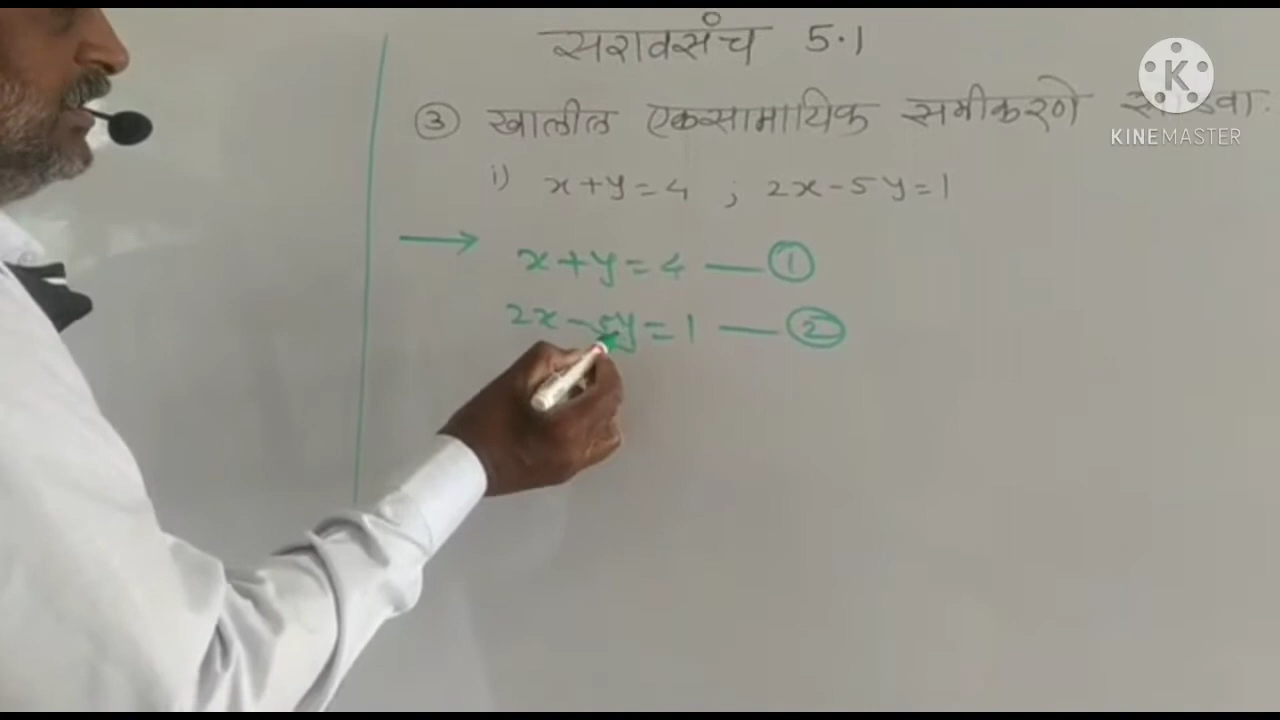 सरावसंच 5.1
③ खालील एकसामायिक समीकरणे
i) x+y=4 ; 2x-5y=1
→ x+y=4 — ①
2x-5y=1 — ②
K
KINEMASTER